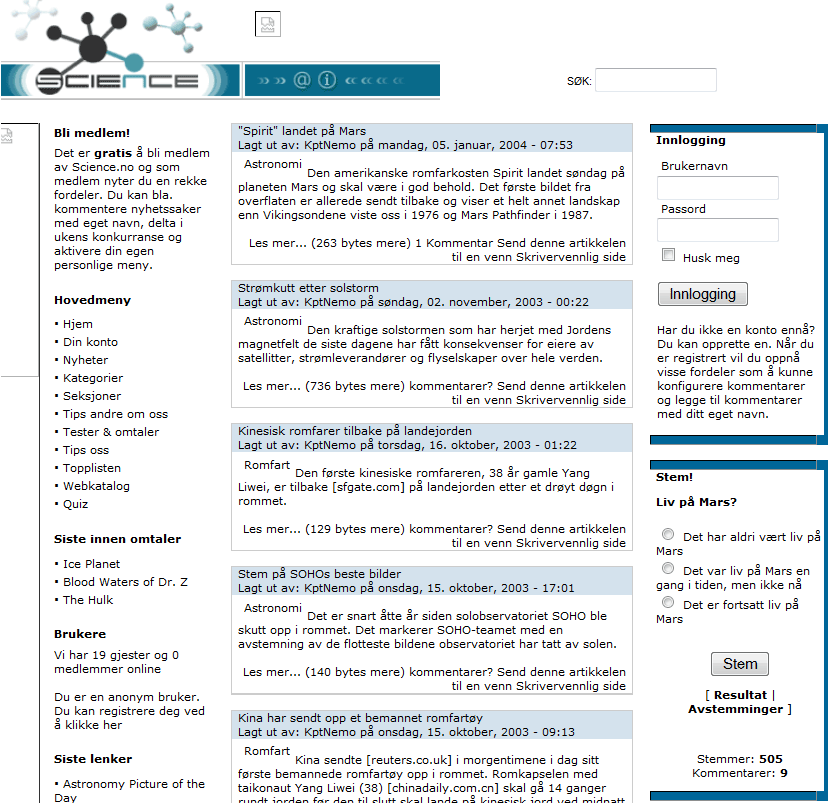 SCIENCE
»» »» @ i «« «« ««
SØK:
Bli medlem!
Det er gratis å bli medlem
av Science.no og som
medlem nyter du en rekke
fordeler. Du kan bla.
kommentere nyhetssaker
med eget navn, delta i
ukens konkurranse og
aktivere din egen
personlige meny.
Hovedmeny
· Hjem
· Din konto
· Nyheter
· Kategorier
· Seksjoner
· Tips andre om oss
· Tester & omtaler
· Tips oss
· Topplisten
· Webkatalog
· Quiz
Siste innen omtaler
· Ice Planet
· Blood Waters of Dr. Z
· The Hulk
Brukere
Vi har 19 gjester og 0
medlemmer online
Du er en anonym bruker.
Du kan registrere deg ved
å klikke her
Siste lenker
· Astronomy Picture of the
Day
"Spirit" landet på Mars
Lagt ut av: KptNemo på mandag, 05. januar, 2004 - 07:53
Astronomi
Den amerikanske romfarkosten Spirit landet søndag på
planeten Mars og skal være i god behold. Det første bildet fra
overflaten er allerede sendt tilbake og viser et helt annet landskap
enn Vikingsondene viste oss i 1976 og Mars Pathfinder i 1987.
Les mer... (263 bytes mere) 1 Kommentar Send denne artikkelen
til en venn Skrivervennlig side
Strømkutt etter solstorm
Lagt ut av: KptNemo på søndag, 02. november, 2003 - 00:22
Astronomi
Den kraftige solstormen som har herjet med Jordens
magnetfelt de siste dagene har fått konsekvenser for eiere av
satellitter, strømleverandører og flyselskaper over hele verden.
Les mer... (736 bytes mere) kommentarer? Send denne artikkelen
til en venn Skrivervennlig side
Kinesisk romfarer tilbake på landejorden
Lagt ut av: KptNemo på torsdag, 16. oktober, 2003 - 01:22
Romfart
Den første kinesiske romfareren, 38 år gamle Yang
Liwei, er tilbake [sfgate.com] på landejorden etter et drøyt døgn i
rommet.
Les mer... (129 bytes mere) kommentarer? Send denne artikkelen
til en venn Skrivervennlig side
Stem på SOHOs beste bilder
Lagt ut av: KptNemo på onsdag, 15. oktober, 2003 - 17:01
Astronomi
Det er snart åtte år siden solobservatoriet SOHO ble
skutt opp i rommet. Det markerer SOHO-teamet med en
avstemning av de flotteste bildene observatoriet har tatt av solen.
Les mer... (140 bytes mere) kommentarer? Send denne artikkelen
til en venn Skrivervennlig side
Kina har sendt opp et bemannet romfartøy
Lagt ut av: KptNemo på onsdag, 15. oktober, 2003 - 09:13
Romfart
Kina sendte [reuters.co.uk] i morgentimene i dag sitt
første bemannede romfartøy opp i rommet. Romkapselen med
taikonaut Yang Liwei (38) [chinadaily.com.cn] skal gå 14 ganger
rundt jorden før den til slutt skal lande på kinesisk jord ved midnatt
Innlogging
Brukernavn
Passord
Husk meg
Innlogging
Har du ikke en konto ennå?
Du kan opprette en. Når du
er registrert vil du oppnå
visse fordeler som å kunne
konfigurere kommentarer
og legge til kommentarer
med ditt eget navn.
Stem!
Liv på Mars?
Det har aldri vært liv på
Mars
Det var liv på Mars en
gang i tiden, men ikke nå
Det er fortsatt liv på
Mars
Stem
[ Resultat |
Avstemminger ]
Stemmer: 505
Kommentarer: 9